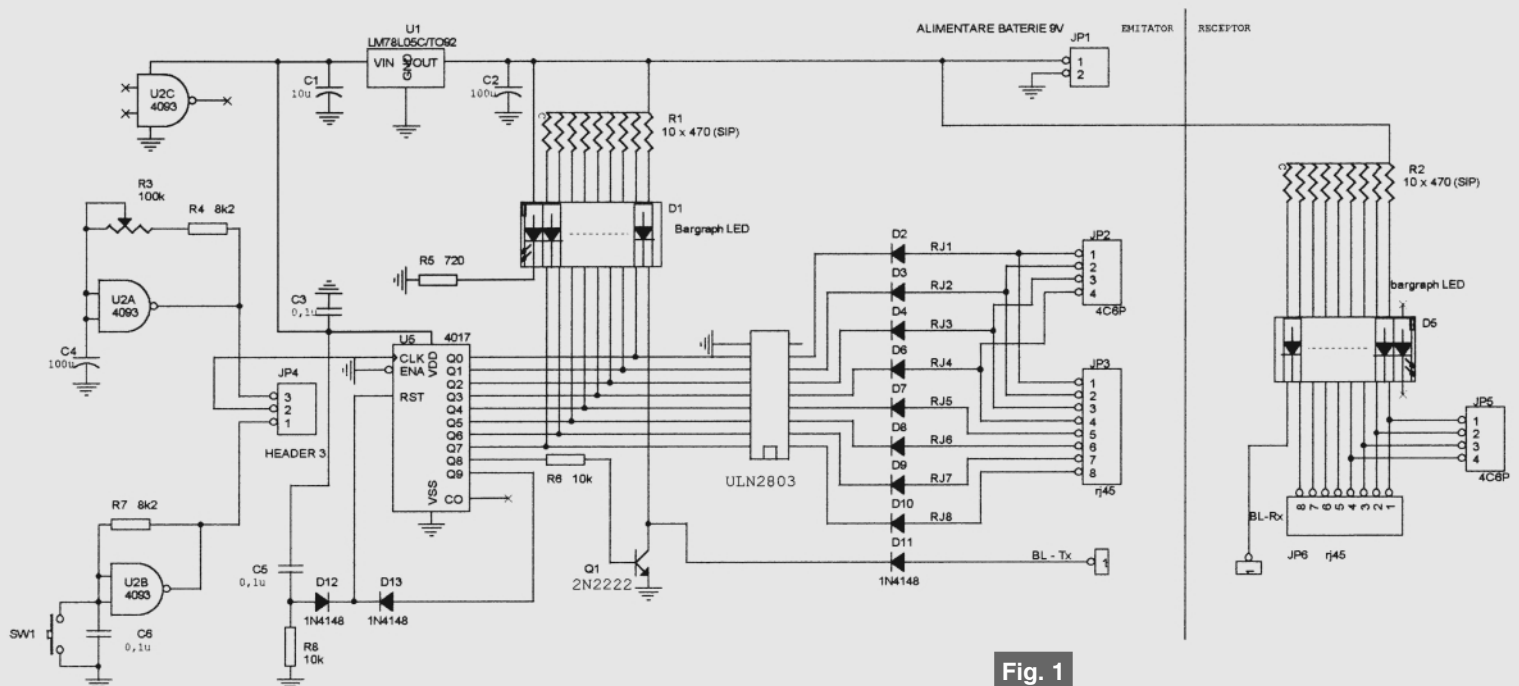 U1
LM78L05C/TO92
VIN
VOUT
GND
C1
10u
C2
100u
ALIMENTARE BATERIE 9V
EMITATOR
RECEPTOR
JP1
1
2
U2C
4093
R1
10 x 470 (SIP)
C
R2
10 x 470 (SIP)
C
R3
100k
R4 8k2
D1
Bargraph LED
R5 720
U2A
4093
C4
100u
C3
0,1u
U5
4017
CLK
ENA
RST
VDD
VSS
Q0
Q1
Q2
Q3
Q4
Q5
Q6
Q7
Q8
Q9
CO
JP4
3
2
1
HEADER 3
R6 10k
ULN2803
D2
RJ1
D3
RJ2
D4
RJ3
D6
RJ4
D7
RJ5
D8
RJ6
D9
RJ7
D10
RJ8
D11
1N4148
BL - Tx
1
JP2
1
2
3
4
4C6P
JP3
1
2
3
4
5
6
7
8
rj45
bargraph LED
D5
JP5
1
2
3
4
4C6P
BL-Rx
8
7
6
5
4
3
2
1
JP6 rj45
1
R7 8k2
U2B
4093
SW1
C6
0,1u
C5
0,1u
D12
1N4148
D13
1N4148
R8
10k
Q1
2N2222
Fig. 1